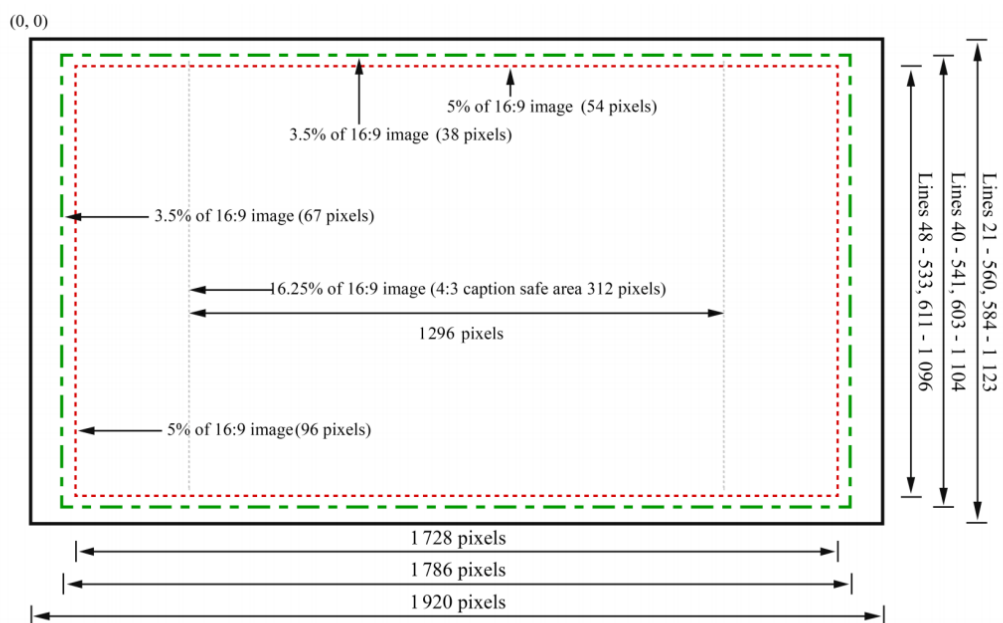 (0, 0)
5% of 16:9 image (54 pixels)
3.5% of 16:9 image (38 pixels)
3.5% of 16:9 image (67 pixels)
16.25% of 16:9 image (4:3 caption safe area 312 pixels)
1296 pixels
5% of 16:9 image (96 pixels)
Lines 48 - 533, 611 - 1 096
Lines 40 - 541, 603 - 1 104
Lines 21 - 560, 584 - 1 123
1 728 pixels
1 786 pixels
1 920 pixels